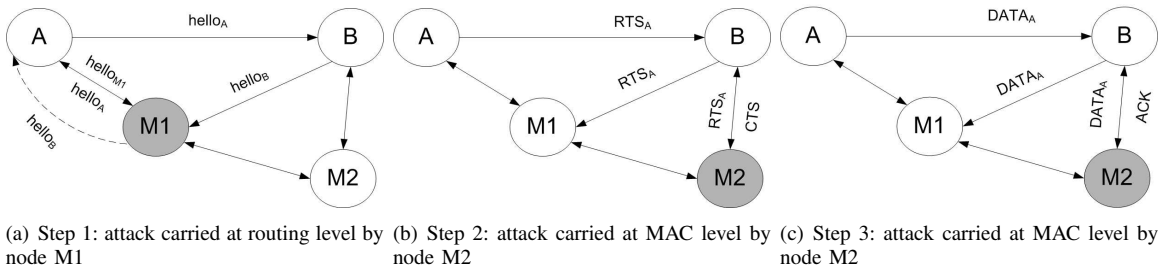 A
hello_A
B
hello_M1
hello_A
hello_B
hello_B
M1
M2
A
RTS_A
B
RTS_A
RTS_A
CTS
M1
M2
A
DATA_A
B
DATA_A
DATA_A
ACK
M1
M2
(a) Step 1: attack carried at routing level by
node M1
(b) Step 2: attack carried at MAC level by
node M2
(c) Step 3: attack carried at MAC level by
node M2